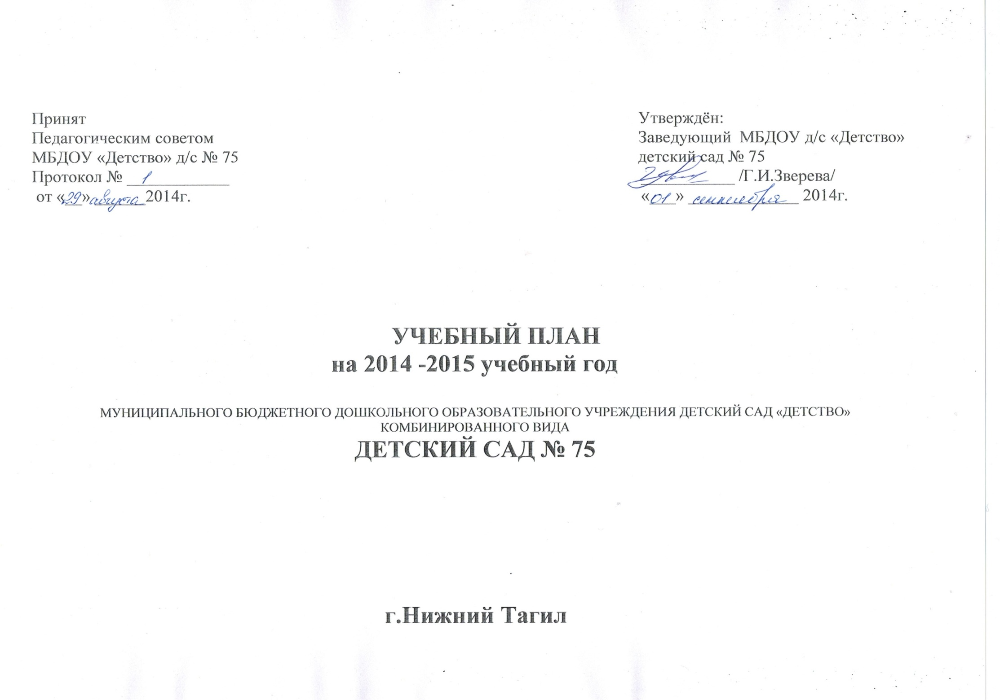 Принят
Педагогическим советом
МБДОУ «Детство» д/с № 75
Протокол № 1
от «29» августа 2014г.
Утверждён:
Заведующий МБДОУ д/с «Детство»
детский сад № 75
/Г.И.Зверева/
«01» сентября 2014г.
УЧЕБНЫЙ ПЛАН
на 2014 -2015 учебный год
МУНИЦИПАЛЬНОГО БЮДЖЕТНОГО ДОШКОЛЬНОГО ОБРАЗОВАТЕЛЬНОГО УЧРЕЖДЕНИЯ ДЕТСКИЙ САД «ДЕТСТВО»
КОМБИНИРОВАННОГО ВИДА
ДЕТСКИЙ САД № 75
г.Нижний Тагил